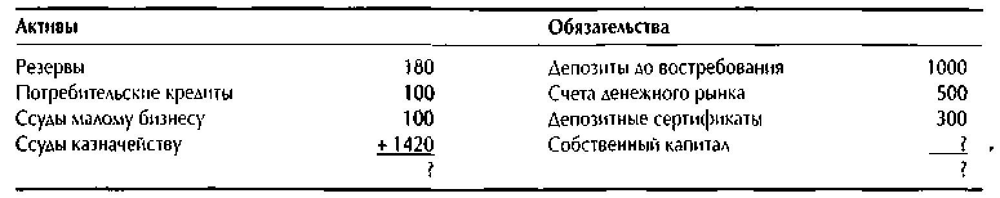 Активы Обязательства
Резервы 180 Депозиты до востребования 1000
Потребительские кредиты 100 Счета денежного рынка 500
Ссуды малому бизнесу 100 Депозитные сертификаты 300
Ссуды казначейству + 1420 Собственный капитал ?
? ?